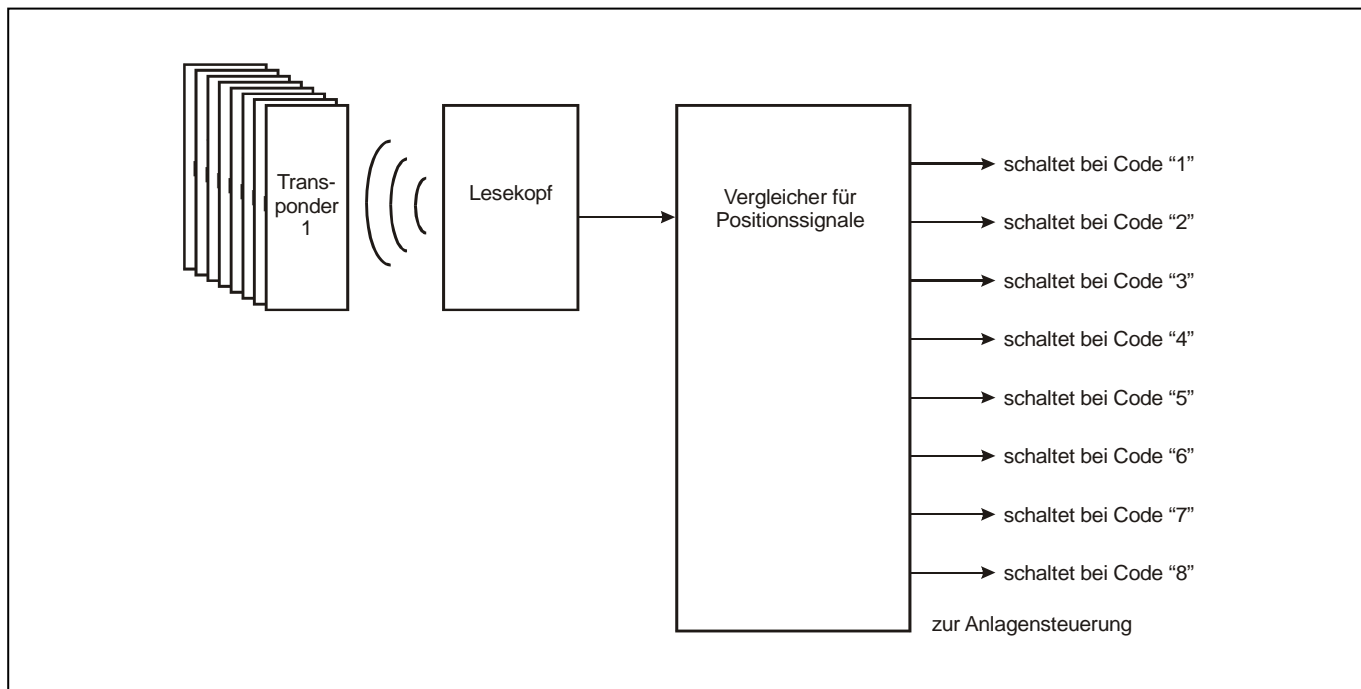 Trans-
ponder
1
Lesekopf
Vergleicher für
Positionssignale
schaltet bei Code “1”
schaltet bei Code “2”
schaltet bei Code “3”
schaltet bei Code “4”
schaltet bei Code “5”
schaltet bei Code “6”
schaltet bei Code “7”
schaltet bei Code “8”
zur Anlagensteuerung